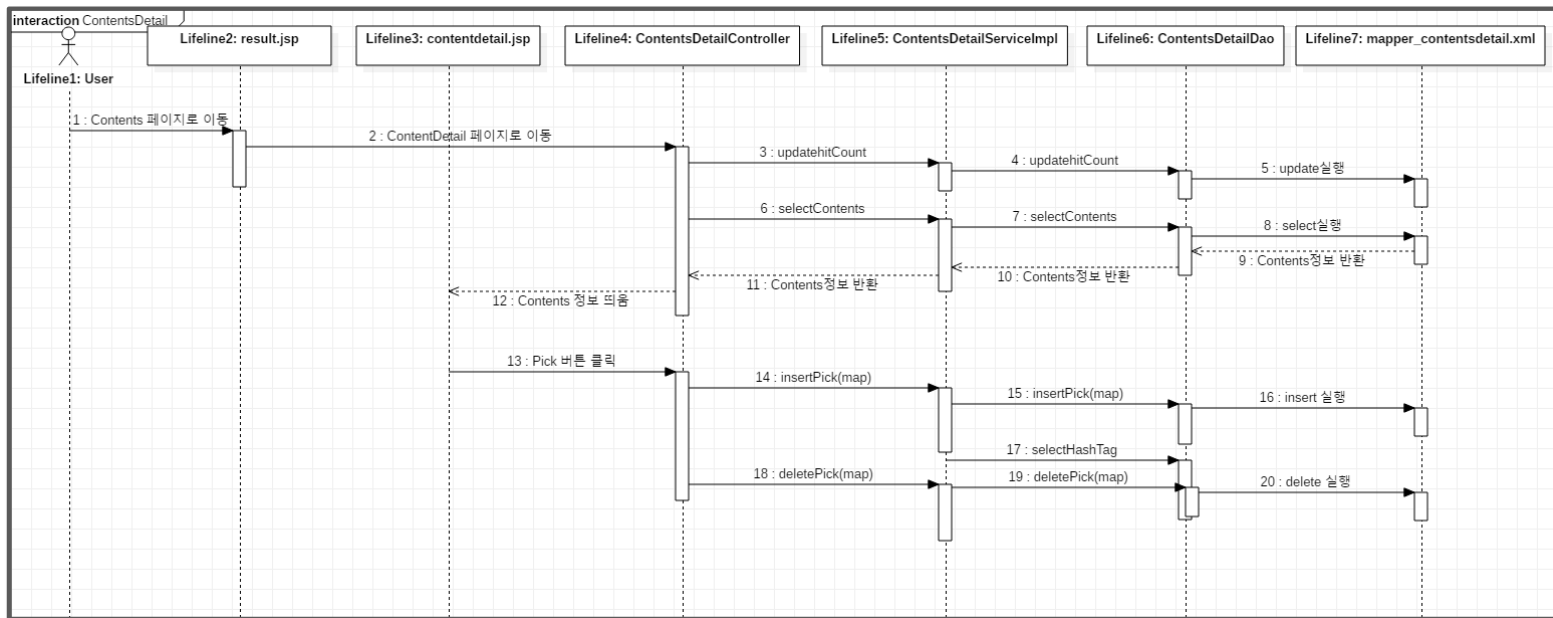 interaction ContentsDetail
Lifeline1: User
Lifeline2: result.jsp
Lifeline3: contentdetail.jsp
Lifeline4: ContentsDetailController
Lifeline5: ContentsDetailServiceImpl
Lifeline6: ContentsDetailDao
Lifeline7: mapper_contentsdetail.xml
1 : Contents 페이지로 이동
2 : ContentDetail 페이지로 이동
3 : updatehitCount
4 : updatehitCount
5 : update실행
6 : selectContents
7 : selectContents
8 : select실행
9 : Contents정보 반환
10 : Contents정보 반환
11 : Contents정보 반환
12 : Contents 정보 띄움
13 : Pick 버튼 클릭
14 : insertPick(map)
15 : insertPick(map)
16 : insert 실행
17 : selectHashTag
18 : deletePick(map)
19 : deletePick(map)
20 : delete 실행